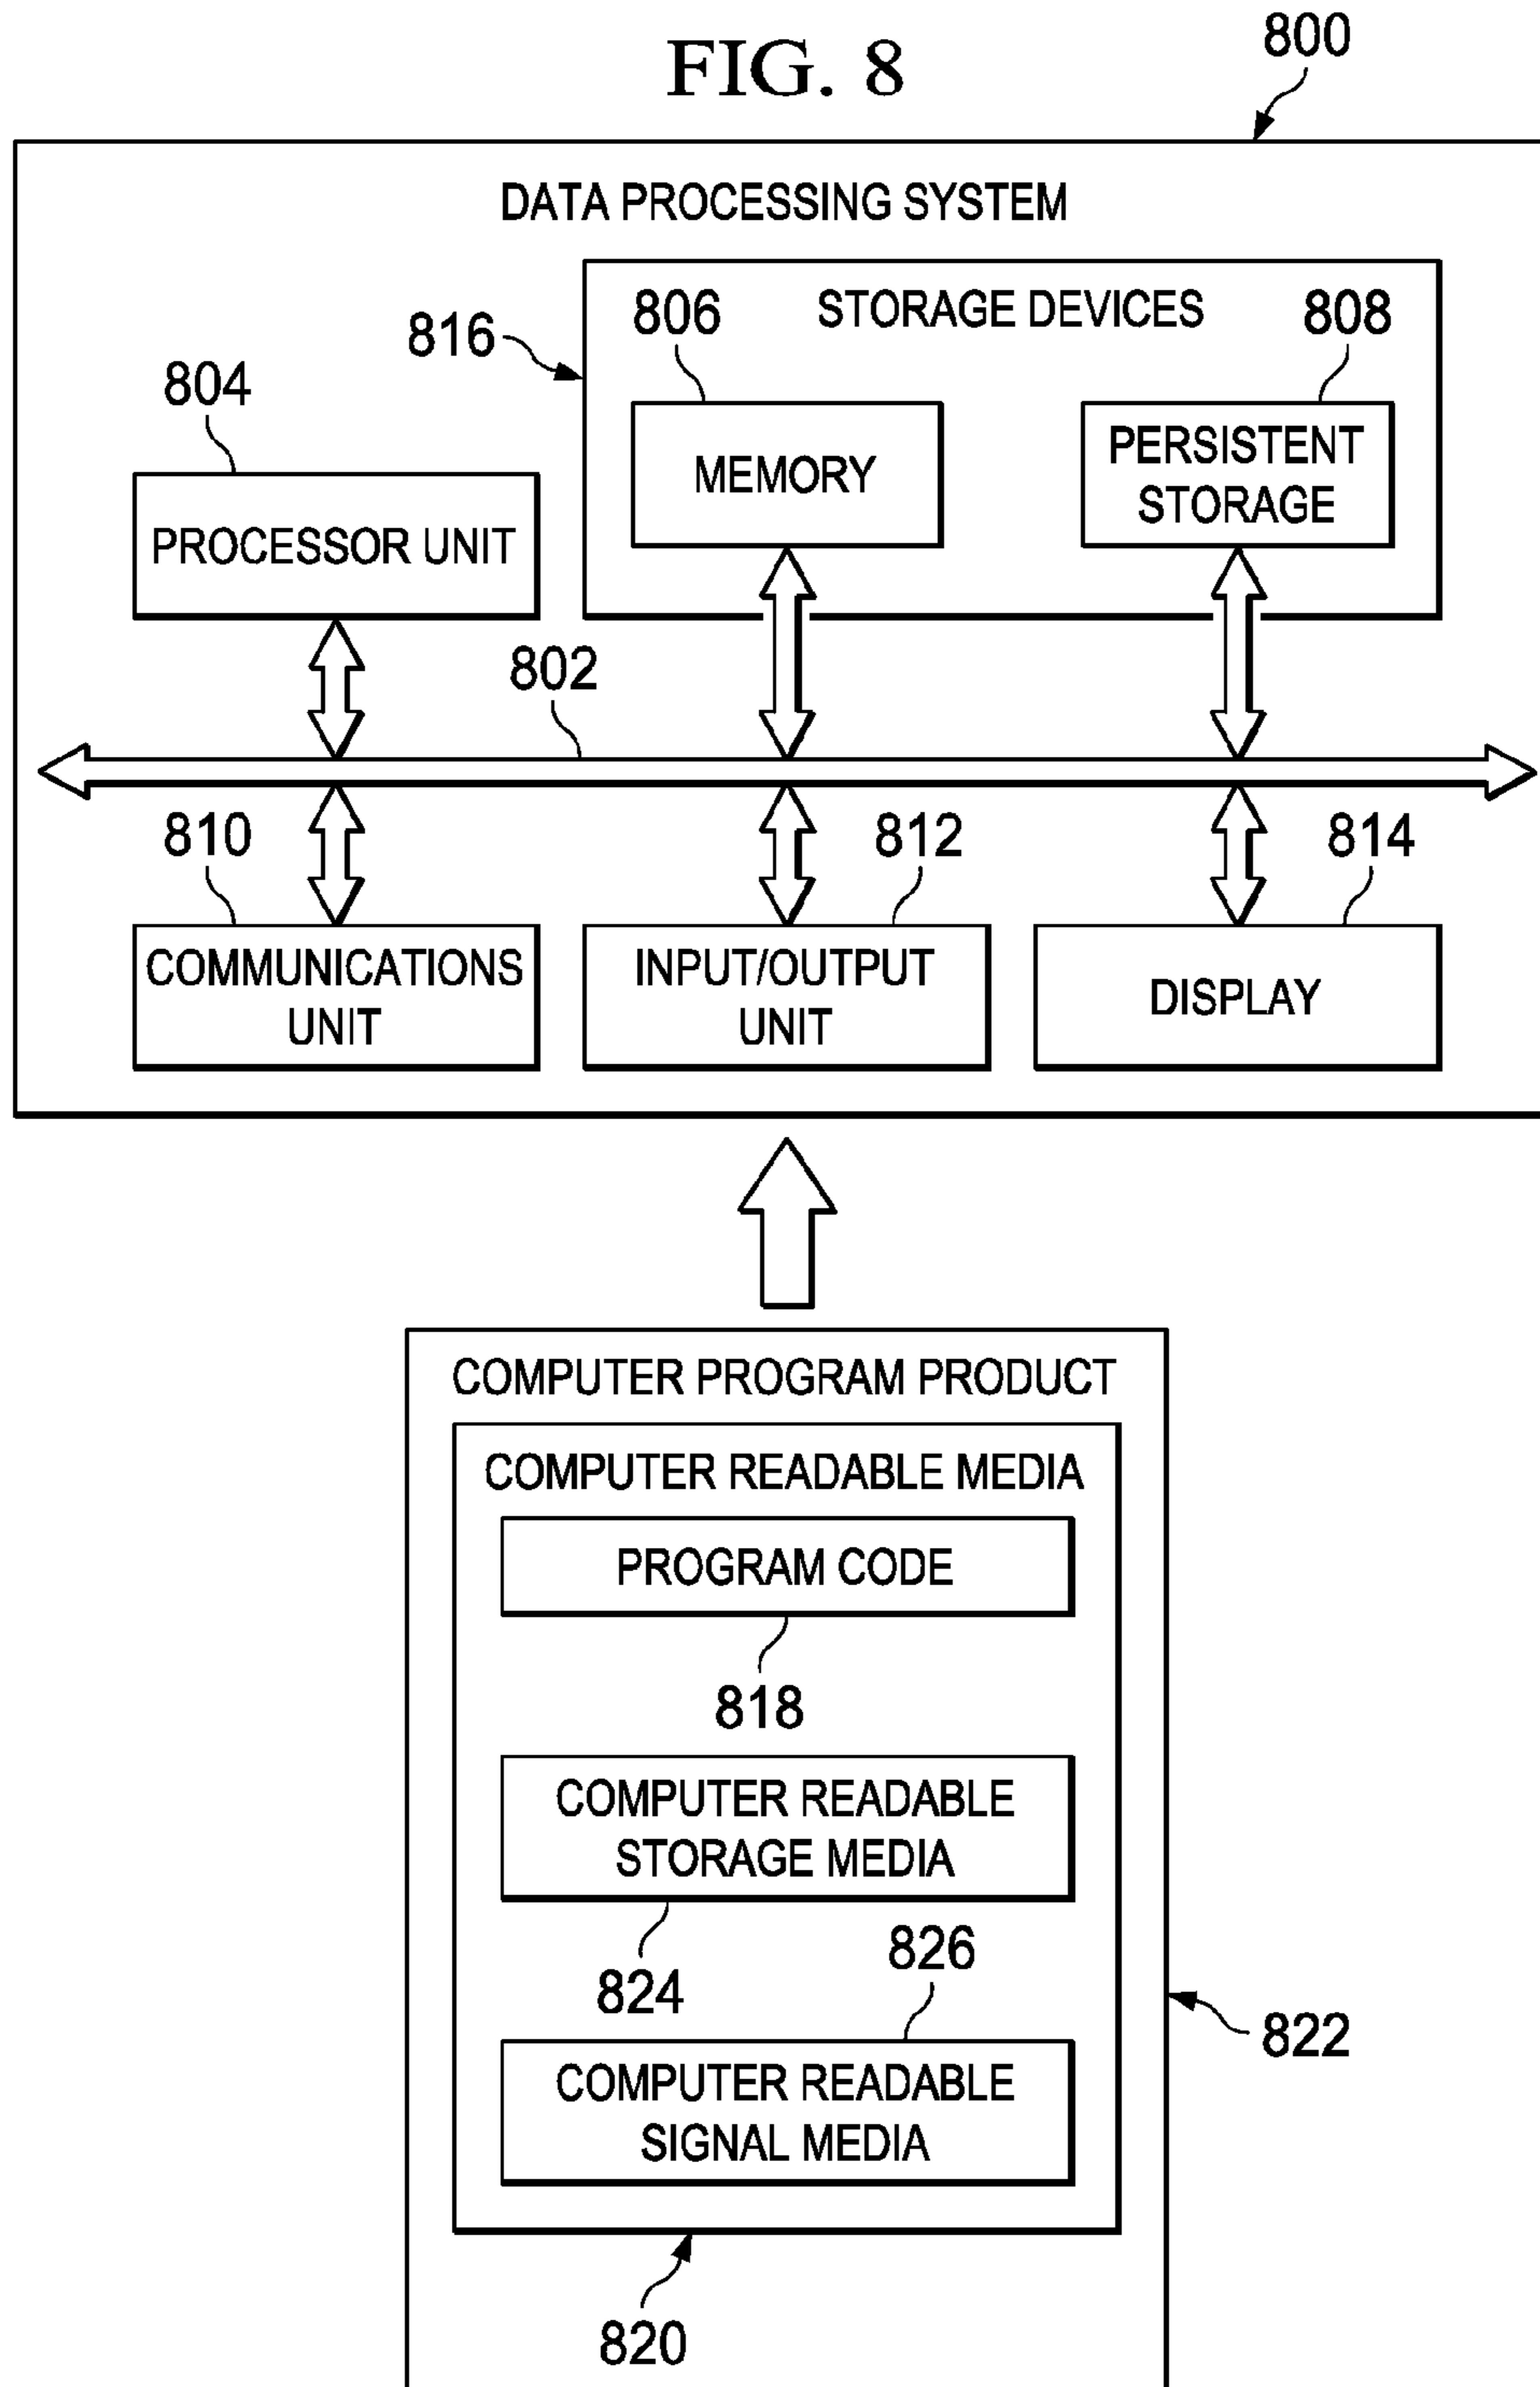 FIG. 8
800
DATA PROCESSING SYSTEM
816
806
STORAGE DEVICES
808
804
MEMORY
PERSISTENT
STORAGE
PROCESSOR UNIT
802
810
812
814
COMMUNICATIONS
UNIT
INPUT/OUTPUT
UNIT
DISPLAY
COMPUTER PROGRAM PRODUCT
COMPUTER READABLE MEDIA
PROGRAM CODE
818
COMPUTER READABLE
STORAGE MEDIA
824
826
822
COMPUTER READABLE
SIGNAL MEDIA
820